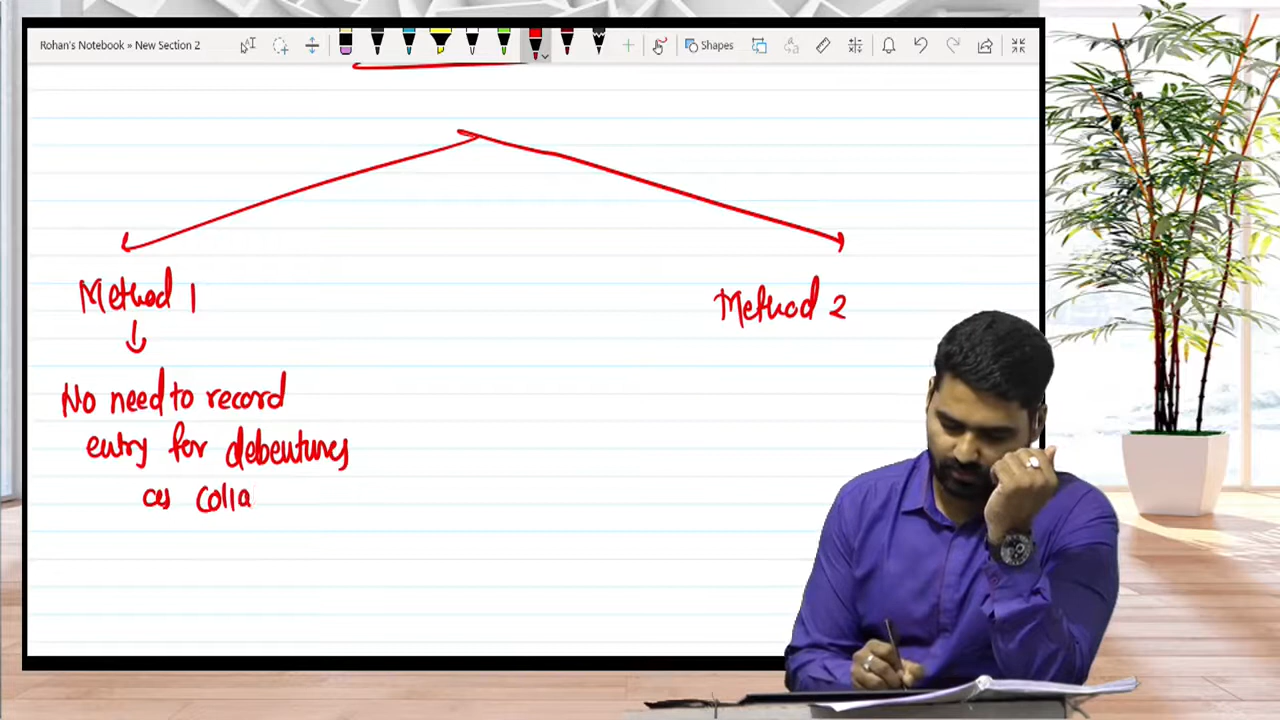 Rohan's Notebook » New Section 2
Shapes
Method 1
Method 2
No need to record
entry for debentures
as Colla